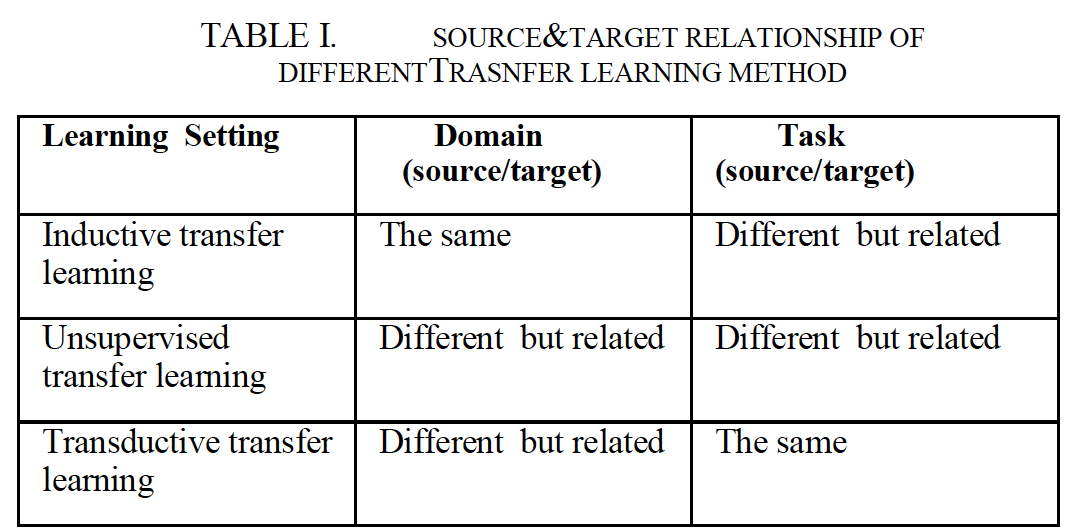 TABLE I. SOURCE&TARGET RELATIONSHIP OF
DIFFERENTTRASNFER LEARNING METHOD
Learning Setting
Domain
(source/target)
Task
(source/target)
Inductive transfer
learning
The same
Different but related
Unsupervised
transfer learning
Different but related
Different but related
Transductive transfer
learning
Different but related
The same